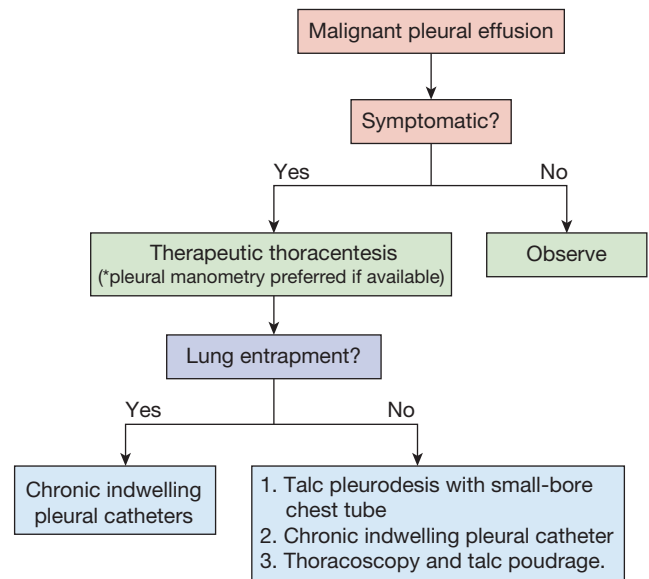 Malignant pleural effusion
Symptomatic?
Yes
No
Therapeutic thoracentesis
(*pleural manometry preferred if available)
Observe
Lung entrapment?
Yes
No
Chronic indwelling
pleural catheters
1. Talc pleurodesis with small-bore
chest tube
2. Chronic indwelling pleural catheter
3. Thoracoscopy and talc poudrage.